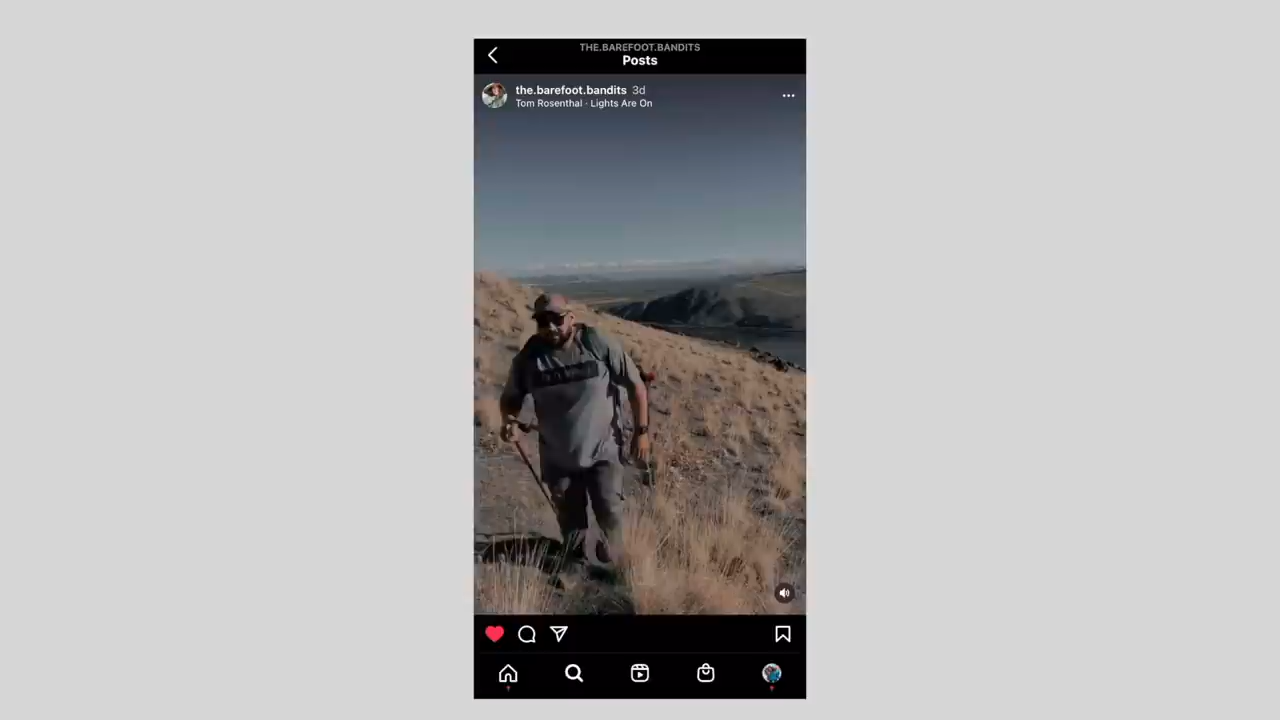 THE.BAREFOOT.BANDITS
Posts
the.barefoot.bandits 3d
Tom Rosenthal · Lights Are On